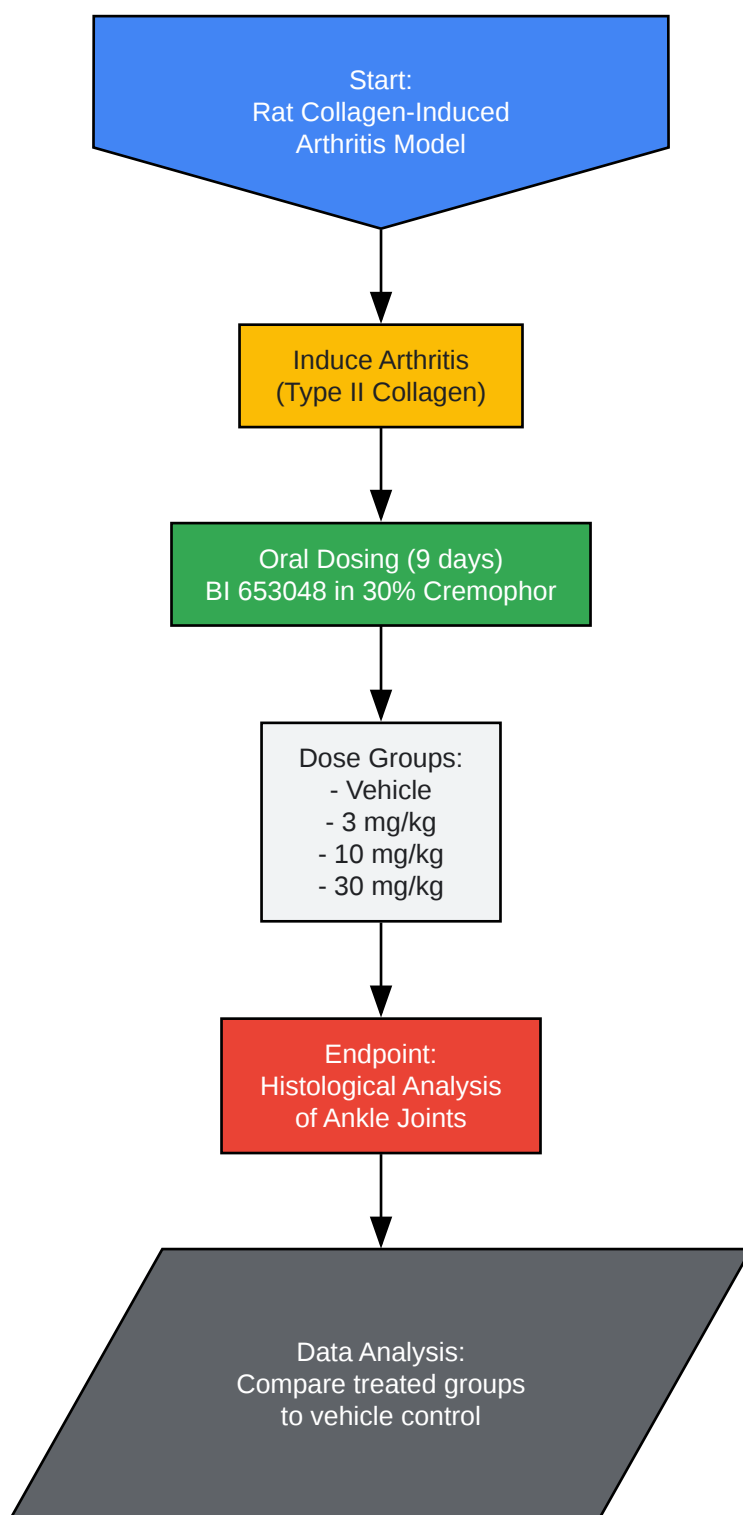 Start:
Rat Collagen-Induced
Arthritis Model
Induce Arthritis
(Type II Collagen)
Oral Dosing (9 days)
BI 653048 in 30% Cremophor
Dose Groups:
- Vehicle
- 3 mg/kg
- 10 mg/kg
- 30 mg/kg
Endpoint:
Histological Analysis
of Ankle Joints
Data Analysis:
Compare treated groups
to vehicle control